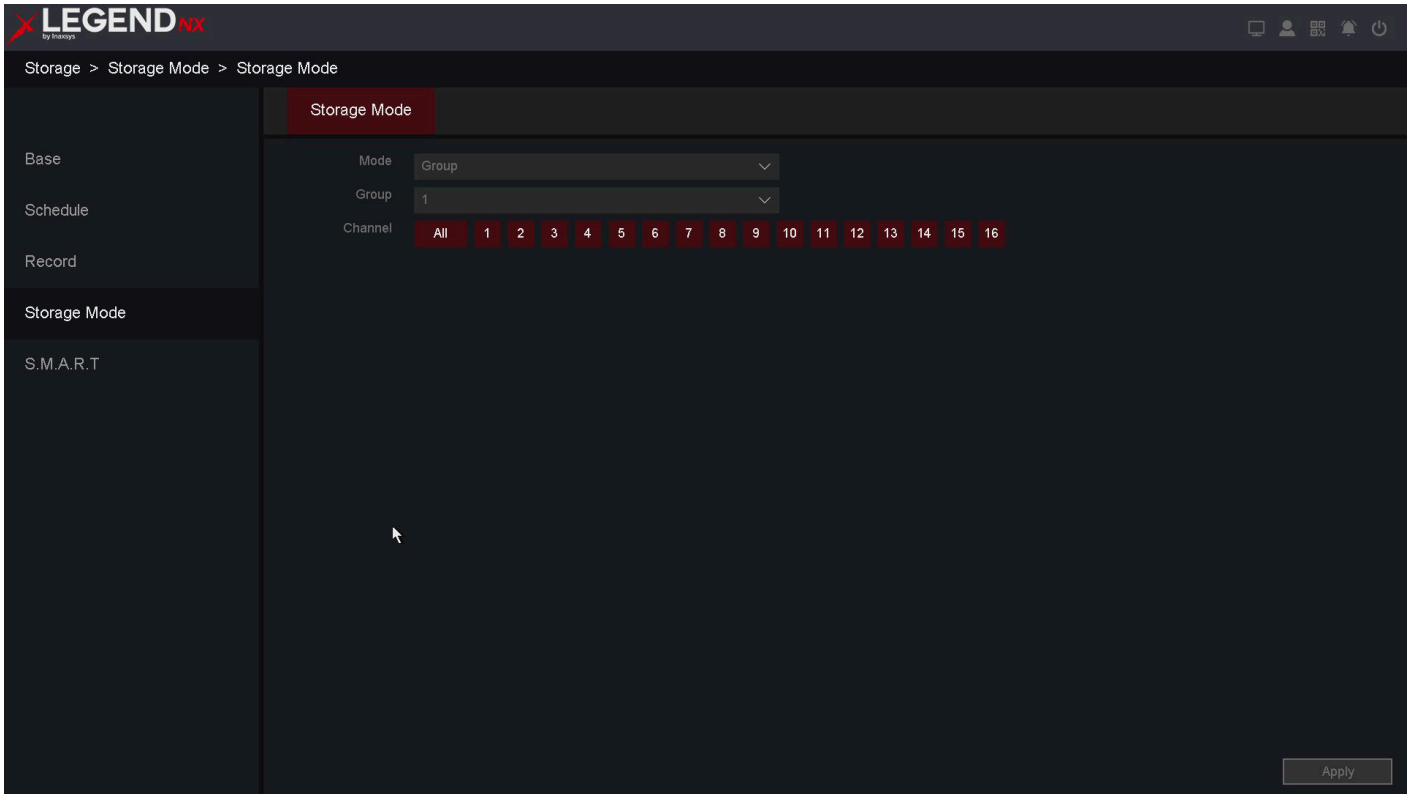 LEGEND NX
by Inaxsys
Storage > Storage Mode > Storage Mode
Storage Mode
Base
Schedule
Record
Storage Mode
S.M.A.R.T
Mode Group
Group 1
Channel All 1 2 3 4 5 6 7 8 9 10 11 12 13 14 15 16
Apply